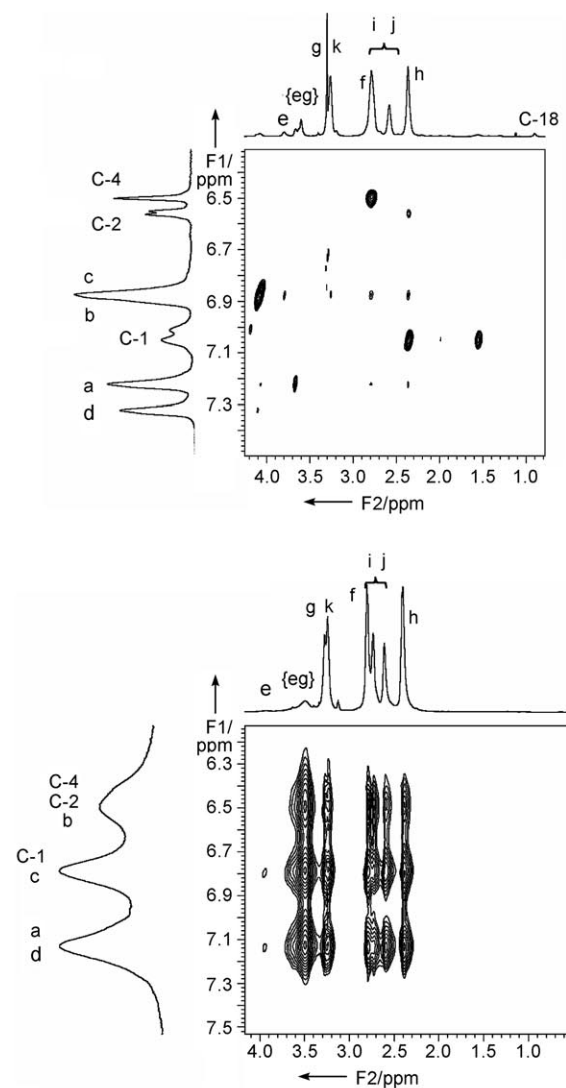 i j
g k
{eg} f h
e C-18
F1/
ppm
C-4
C-2
c
b
C-1
a
d
6.5
6.7
6.9
7.1
7.3
4.0 3.5 3.0 2.5 2.0 1.5 1.0
F2/ppm
i j
f
g k h
{eg}
e
F1/
ppm
C-4
C-2
b
C-1
c
a
d
6.3
6.6
6.9
7.1
7.3
7.5
4.0 3.5 3.0 2.5 2.0 1.5 1.0
F2/ppm